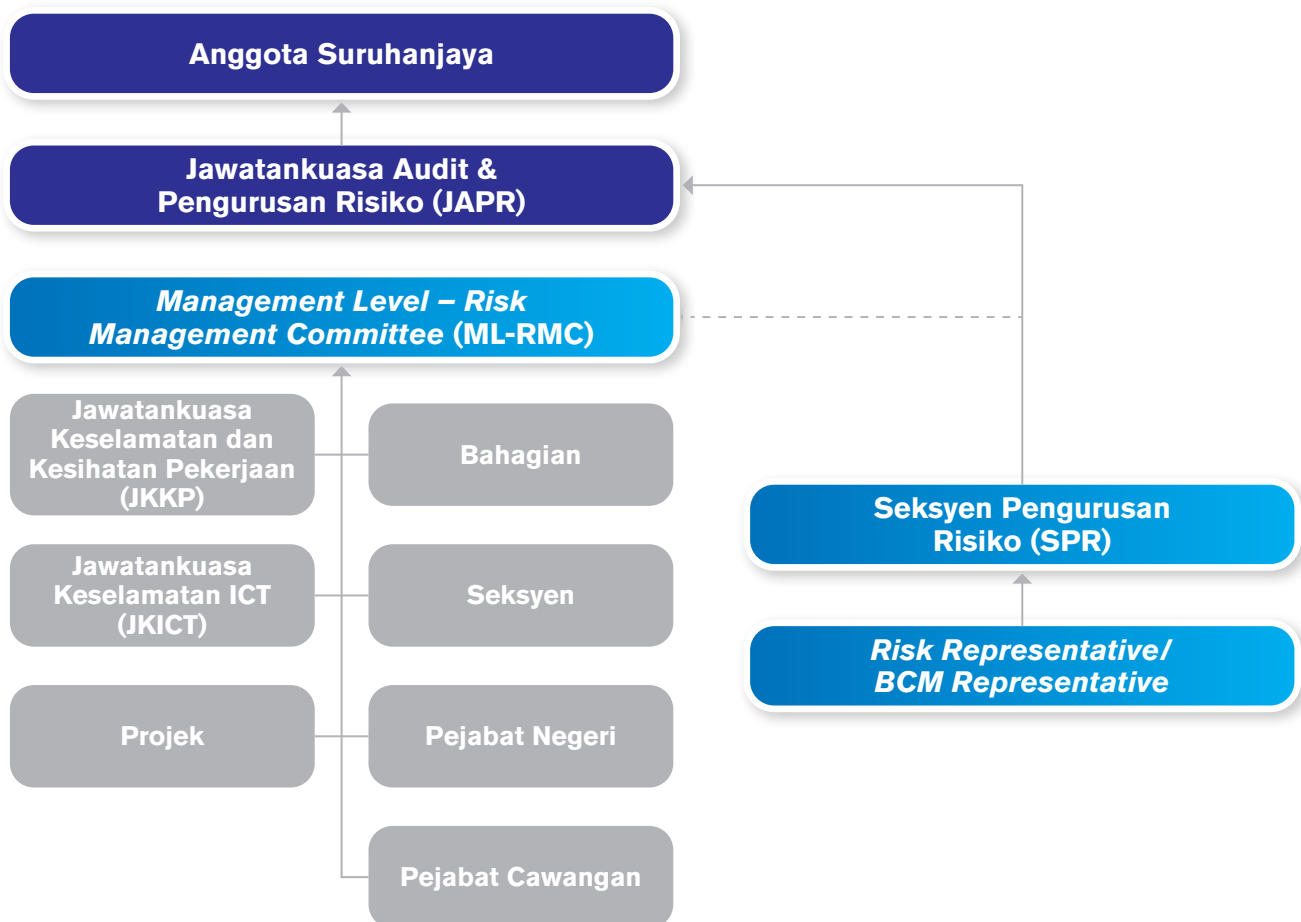 Anggota Suruhanjaya
Jawatankuasa Audit &
Pengurusan Risiko (JAPR)
Management Level – Risk
Management Committee (ML-RMC)
Jawatankuasa
Keselamatan dan
Kesihatan Pekerjaan
(JKKP)
Bahagian
Jawatankuasa
Keselamatan ICT
(JKICT)
Seksyen
Projek
Pejabat Negeri
Pejabat Cawangan
Seksyen Pengurusan
Risiko (SPR)
Risk Representative/
BCM Representative